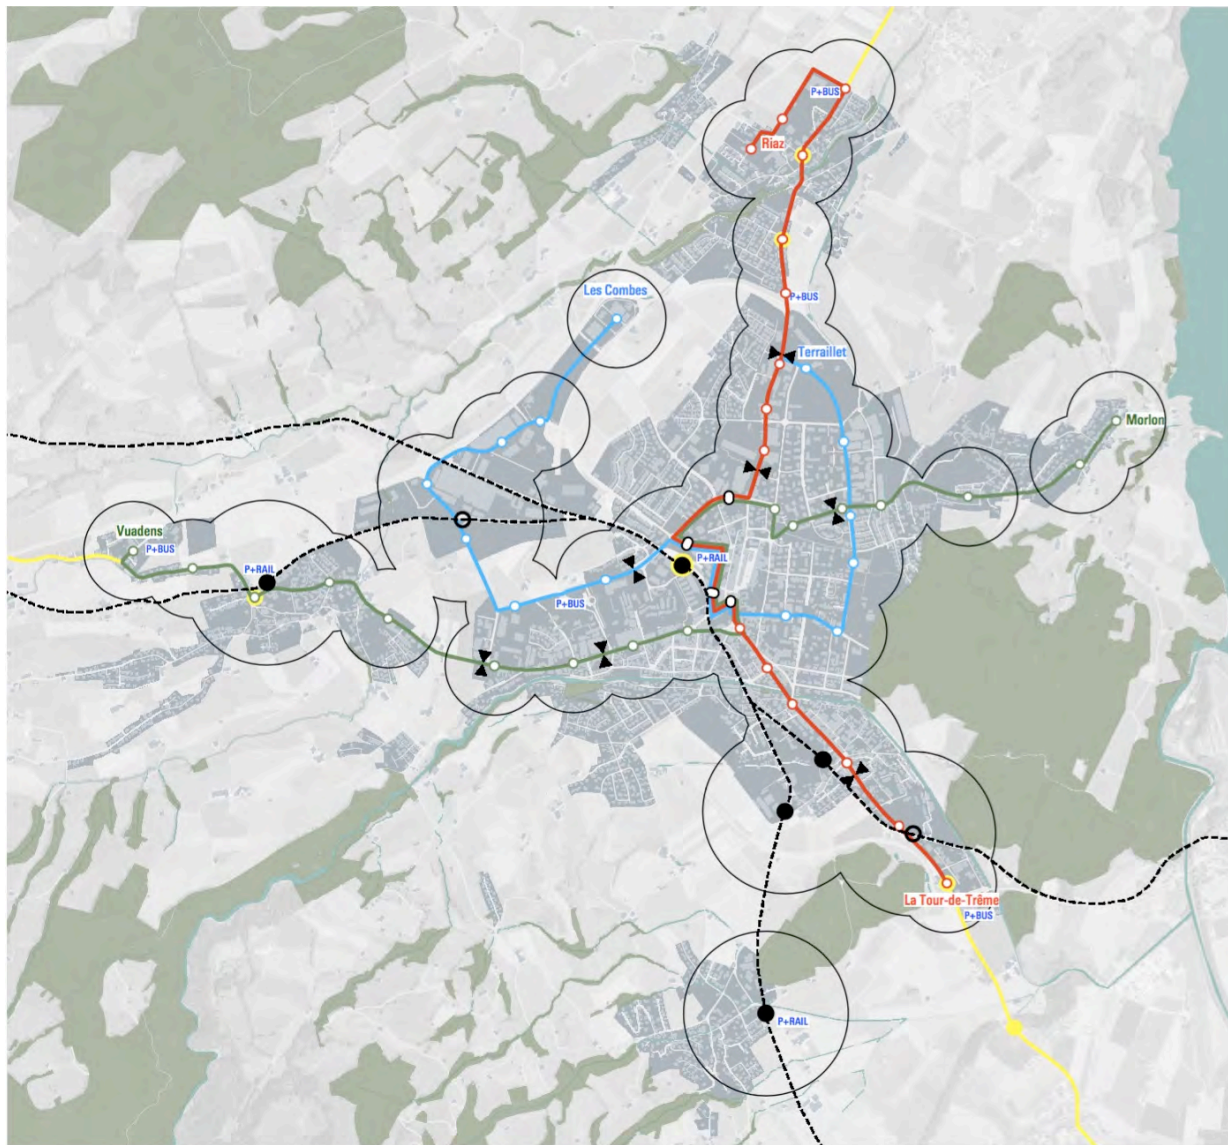 P+BUS
Riaz
Les Combes
P+BUS
Terraillet
Morlon
Vuadens
P+BUS
P+RAIL
P+RAIL
P+BUS
La Tour-de-Trême
P+BUS
P+RAIL